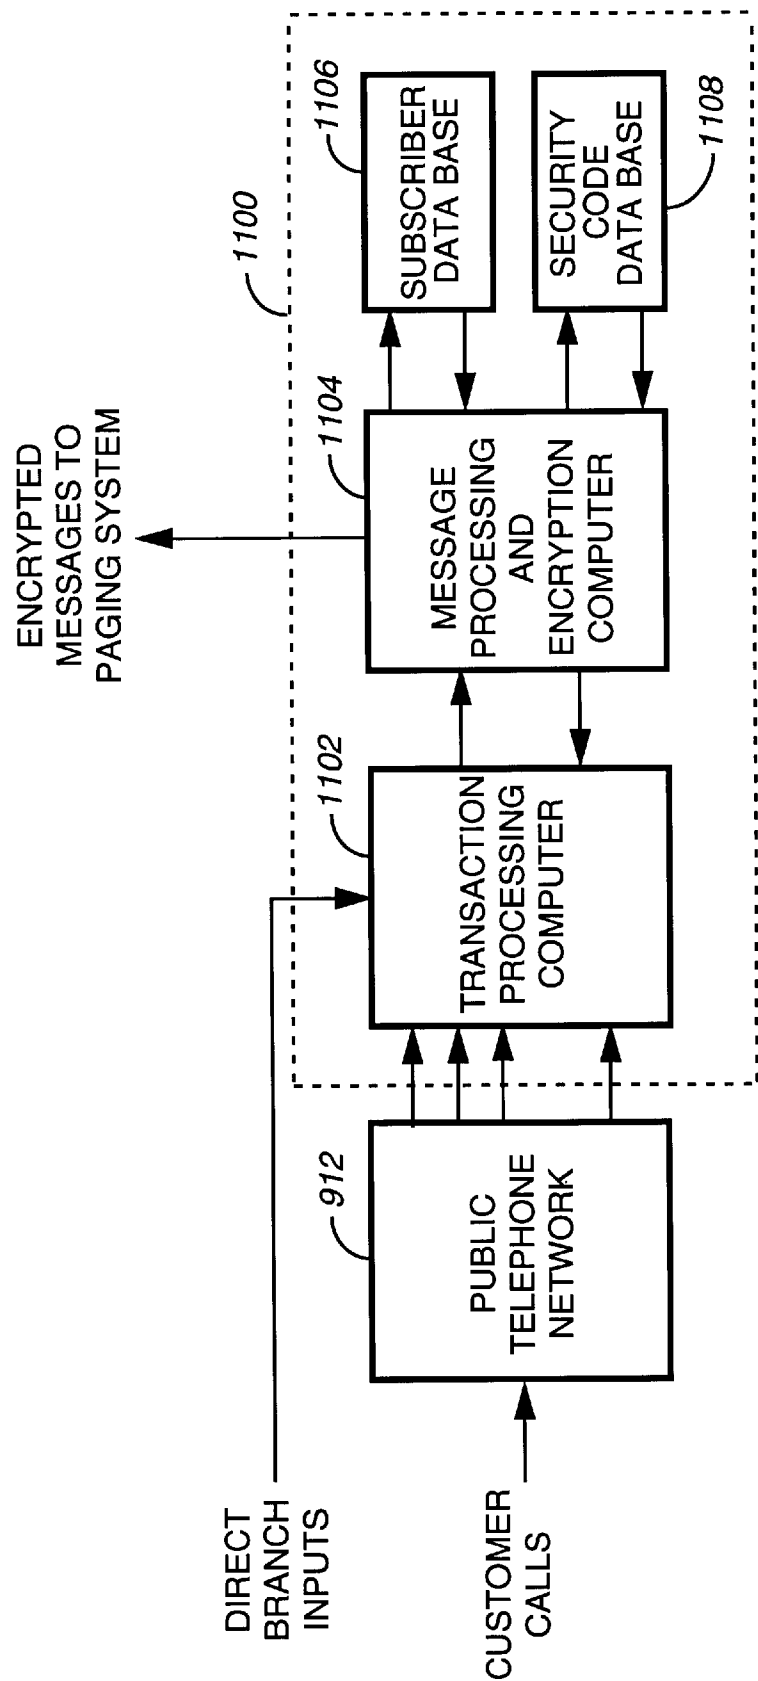 ENCRYPTED
MESSAGES TO
PAGING SYSTEM
1100
DIRECT
BRANCH
INPUTS
CUSTOMER
CALLS
912
PUBLIC
TELEPHONE
NETWORK
1102
TRANSACTION
PROCESSING
COMPUTER
1104
MESSAGE
PROCESSING
AND
ENCRYPTION
COMPUTER
1106
SUBSCRIBER
DATA BASE
SECURITY
CODE
DATA BASE
1108